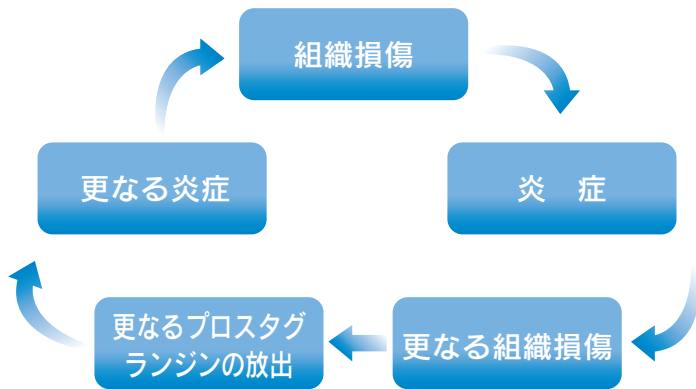 組織損傷
更なる炎症
炎　症
更なるプロスタグ
ランジンの放出
更なる組織損傷